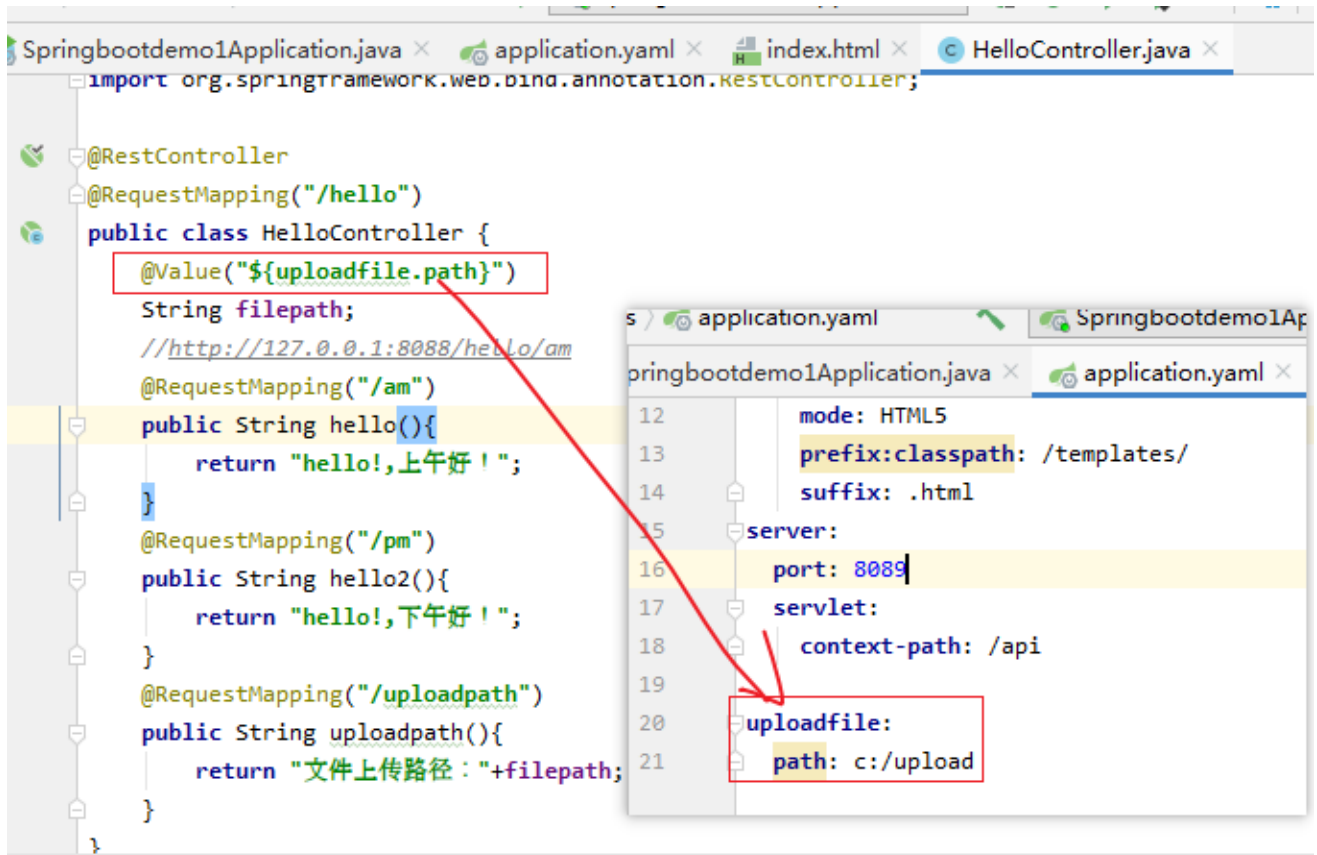 Springbootdemo1Application.java
application.yaml
index.html
HelloController.java
import org.springframework.web.bind.annotation.RestController;
@RestController
@RequestMapping("/hello")
public class HelloController {
@Value("${uploadfile.path}")
String filepath;
//http://127.0.0.1:8088/hello/am
@RequestMapping("/am")
public String hello(){
return "hello!,上午好！";
}
@RequestMapping("/pm")
public String hello2(){
return "hello!,下午好！";
}
@RequestMapping("/uploadpath")
public String uploadpath(){
return "文件上传路径："+filepath;
}
}
s 〉 application.yaml
Springbootdemo1Ap
pringbootdemo1Application.java
application.yaml
12 mode: HTML5
13 prefix:classpath: /templates/
14 suffix: .html
15 server:
16 port: 8089
17 servlet:
18 context-path: /api
19
20 uploadfile:
21 path: c:/upload